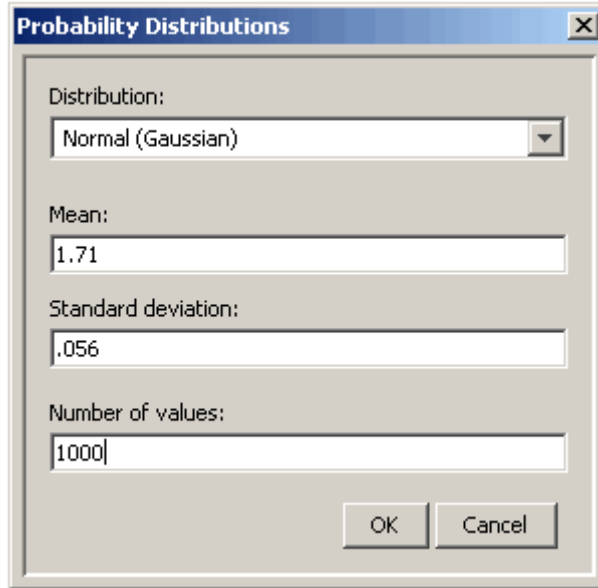 Probability Distributions
Distribution:
Normal (Gaussian)
Mean:
1.71
Standard deviation:
.056
Number of values:
1000
OK Cancel